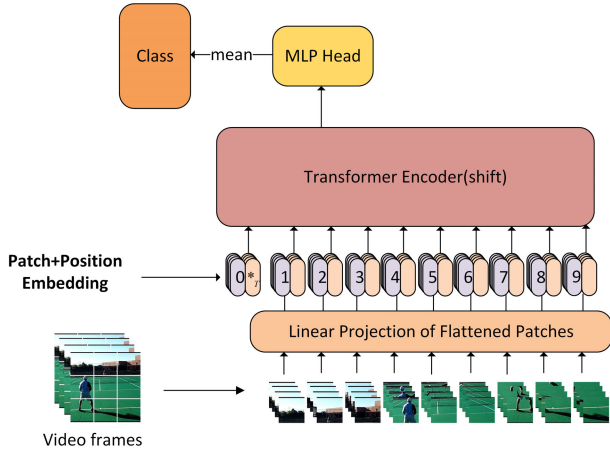 Class
mean
MLP Head
Transformer Encoder(shift)
Patch+Position
Embedding
0 * T 1 2 3 4 5 6 7 8 9
Linear Projection of Flattened Patches
Video frames